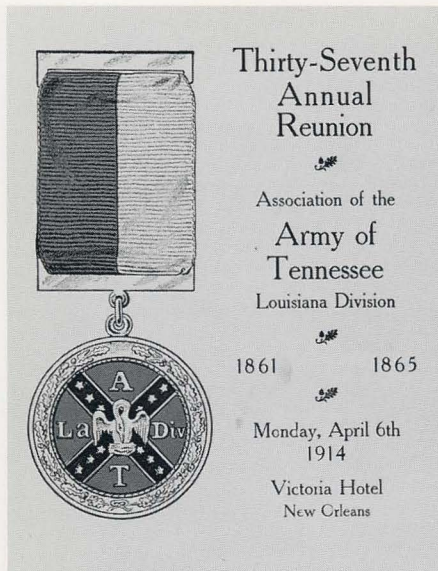 Thirty-Seventh
Annual
Reunion
Association of the
Army of
Tennessee
Louisiana Division
1861 1865
Monday, April 6th
1914
Victoria Hotel
New Orleans
A
La Div
T